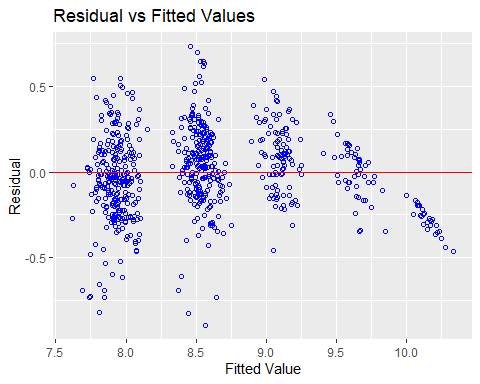 Residual vs Fitted Values
0.5
0.0
-0.5
Residual
7.5 8.0 8.5 9.0 9.5 10.0
Fitted Value